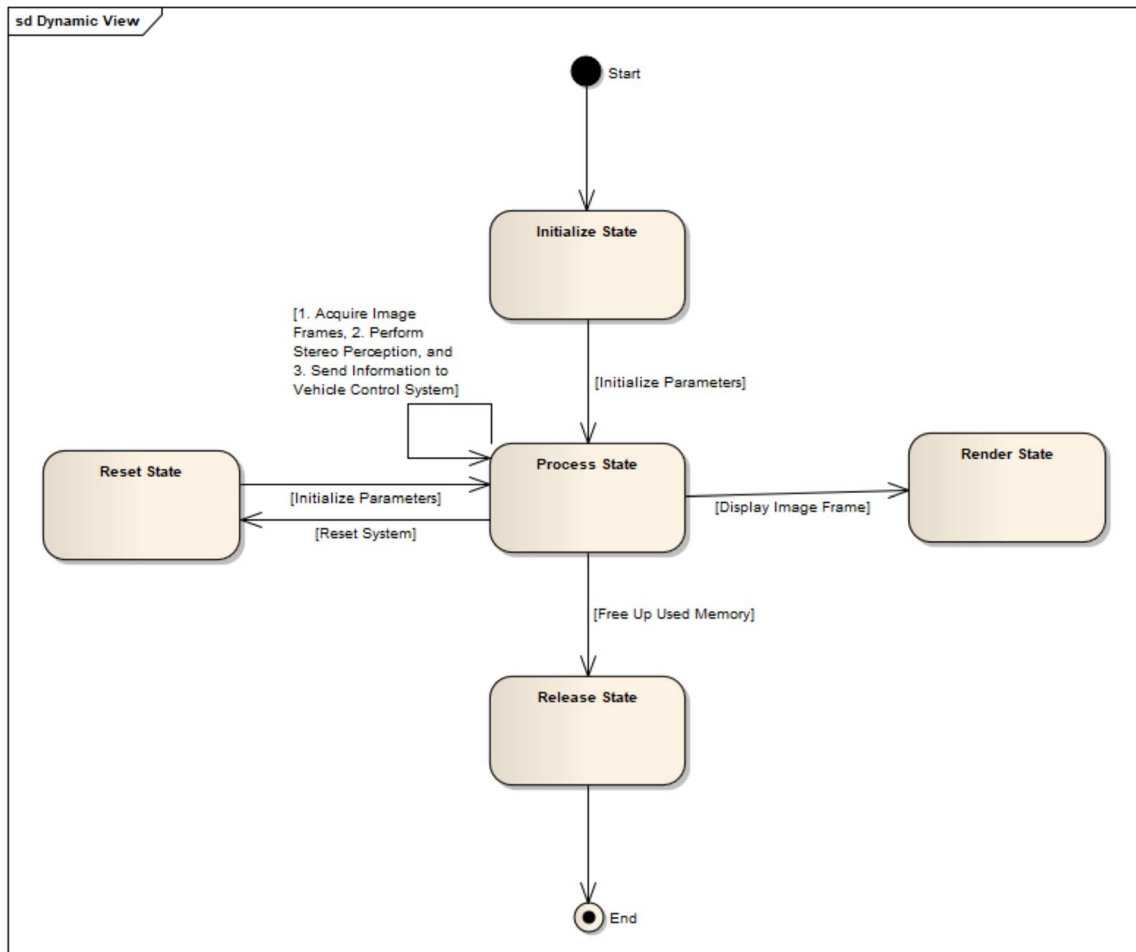 sd Dynamic View
Start
Initialize State
[1. Acquire Image
Frames, 2. Perform
Stereo Perception, and
3. Send Information to
Vehicle Control System]
[Initialize Parameters]
Reset State
Process State
Render State
[Initialize Parameters]
[Display Image Frame]
[Reset System]
[Free Up Used Memory]
Release State
End